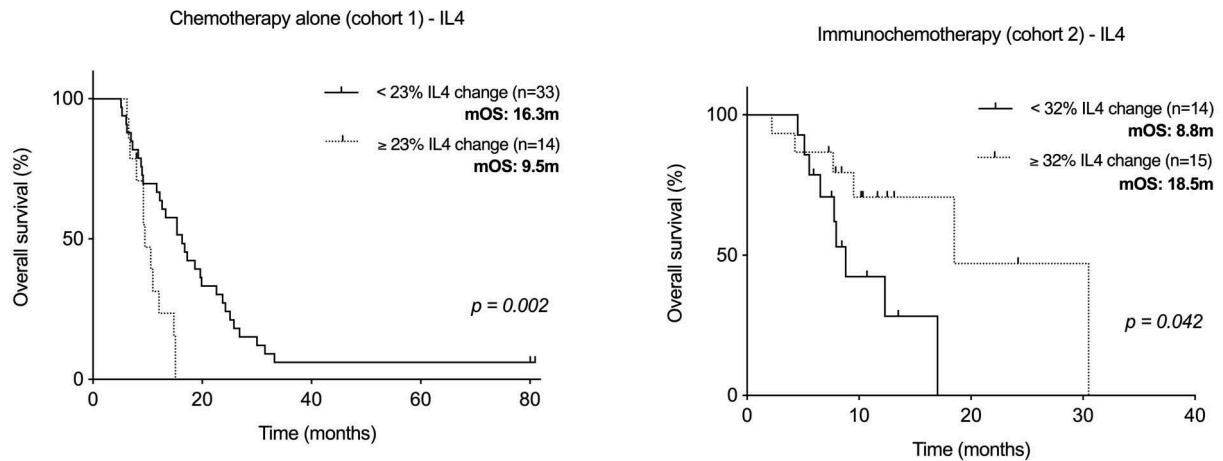 Chemotherapy alone (cohort 1) - IL4
< 23% IL4 change (n=33)
mOS: 16.3m
≥ 23% IL4 change (n=14)
mOS: 9.5m
p = 0.002
Overall survival (%)
100
50
0
0 20 40 60 80
Time (months)
Immunochemotherapy (cohort 2) - IL4
< 32% IL4 change (n=14)
mOS: 8.8m
≥ 32% IL4 change (n=15)
mOS: 18.5m
p = 0.042
Overall survival (%)
100
50
0
0 10 20 30 40
Time (months)